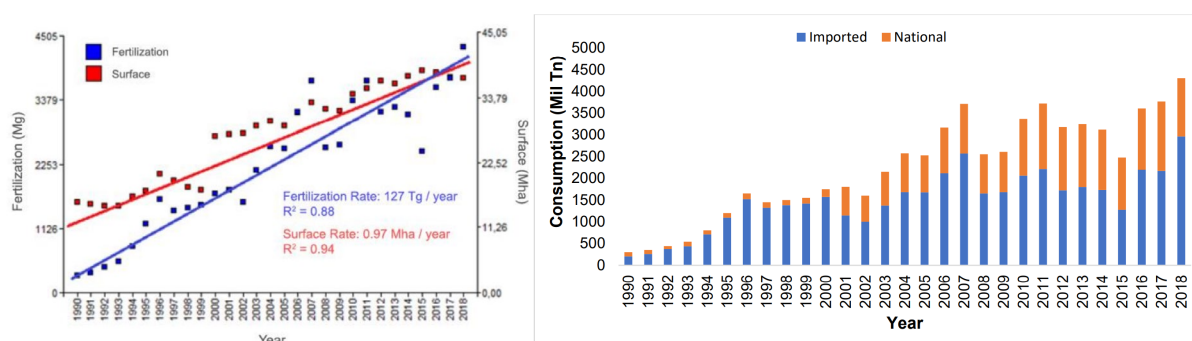 4505
3379
2253
1126
0
Fertilization (Mg)
Fertilization
Surface
Fertilization Rate: 127 Tg / year
R² = 0.88
Surface Rate: 0.97 Mha / year
R² = 0.94
45,05
33,79
22,52
11,26
0,00
Surface (Mha)
1990 1991 1992 1993 1994 1995 1996 1997 1998 1999 2000 2001 2002 2003 2004 2005 2006 2007 2008 2009 2010 2011 2012 2013 2014 2015 2016 2017 2018
Year
Imported National
5000
4500
4000
3500
3000
2500
2000
1500
1000
500
0
Consumption (Mil Tn)
1990 1991 1992 1993 1994 1995 1996 1997 1998 1999 2000 2001 2002 2003 2004 2005 2006 2007 2008 2009 2010 2011 2012 2013 2014 2015 2016 2017 2018
Year